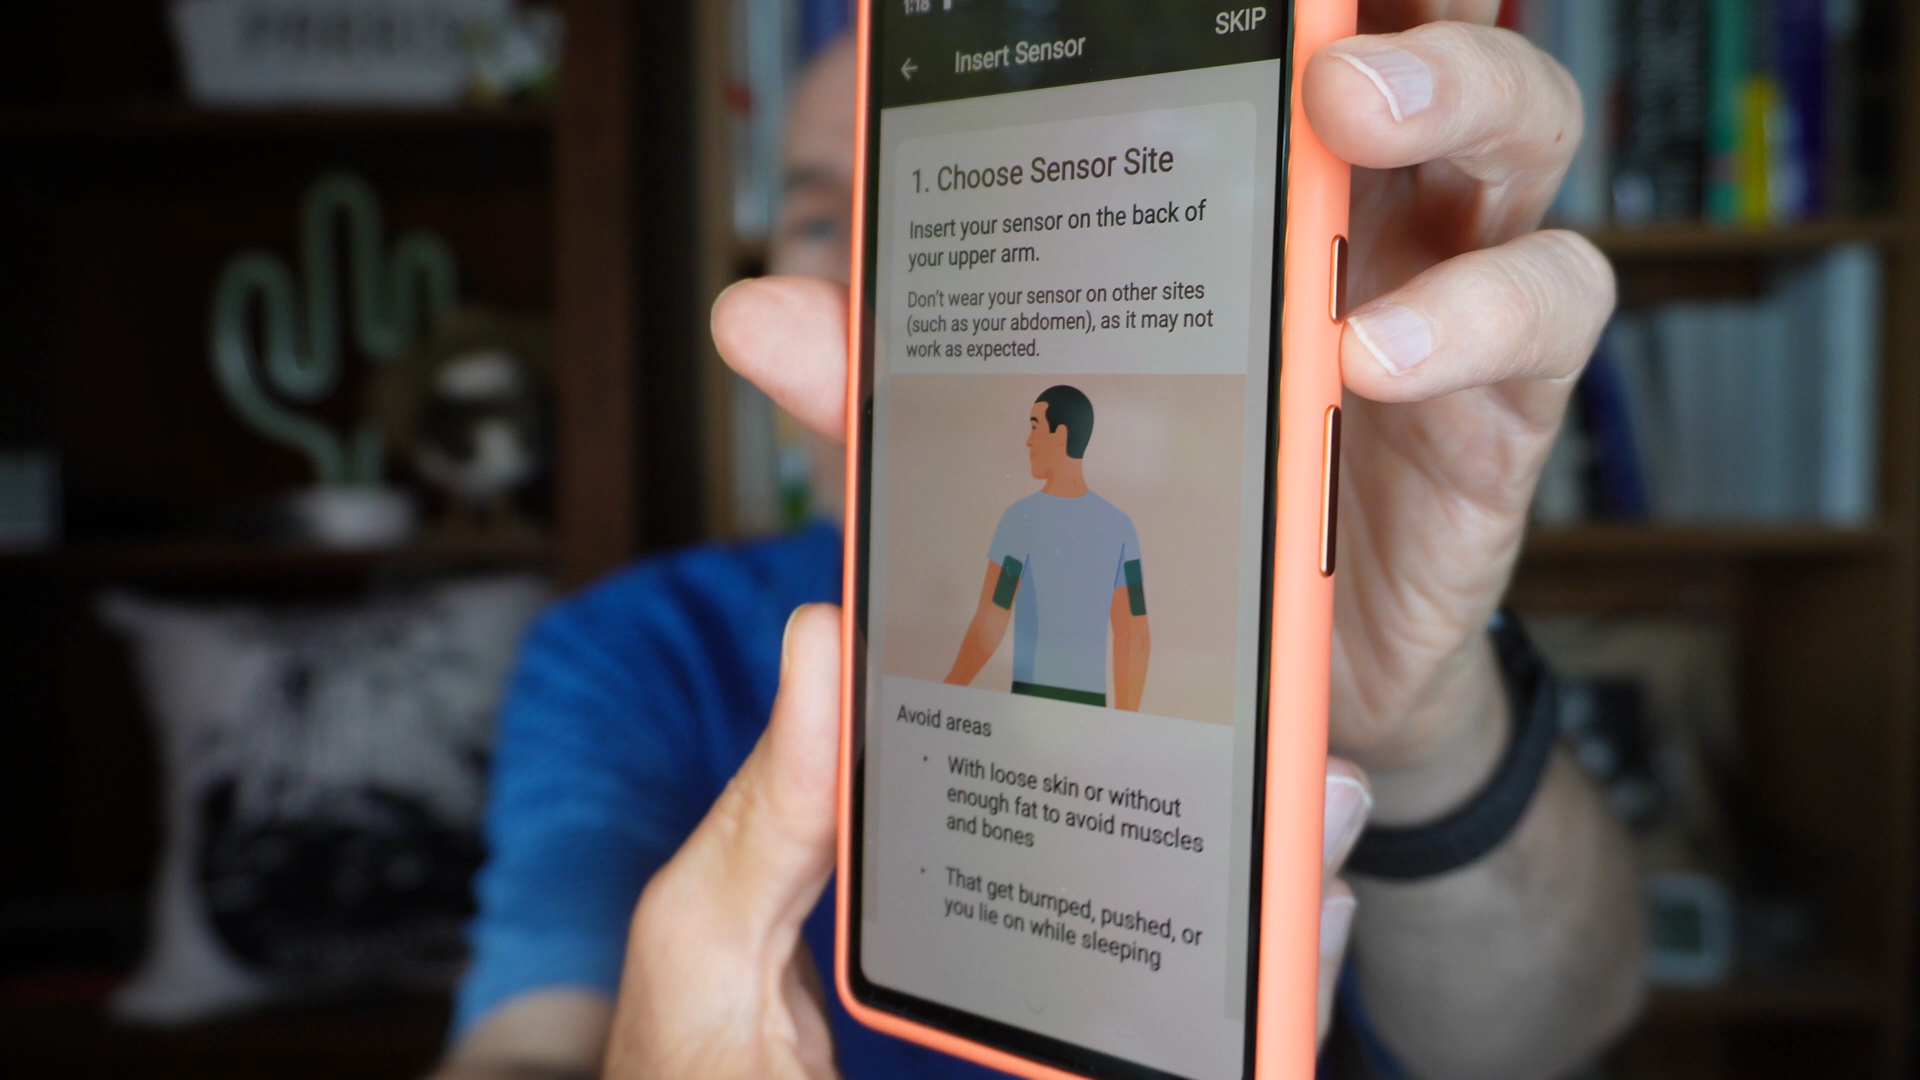 1:18
SKIP
Insert Sensor
1. Choose Sensor Site
Insert your sensor on the back of
your upper arm.
Don't wear your sensor on other sites
(such as your abdomen), as it may not
work as expected.
Avoid areas
• With loose skin or without
enough fat to avoid muscles
and bones
• That get bumped, pushed, or
you lie on while sleeping